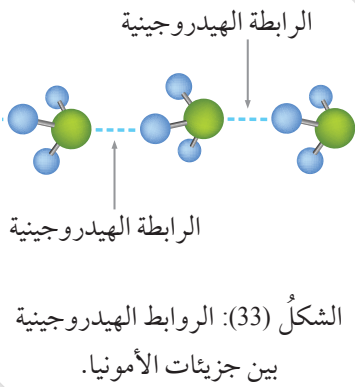 الرابطة الهيدروجينية
الرابطة الهيدروجينية
الشكلُ (33): الروابط الهيدروجينية
بين جزيئات الأمونيا.